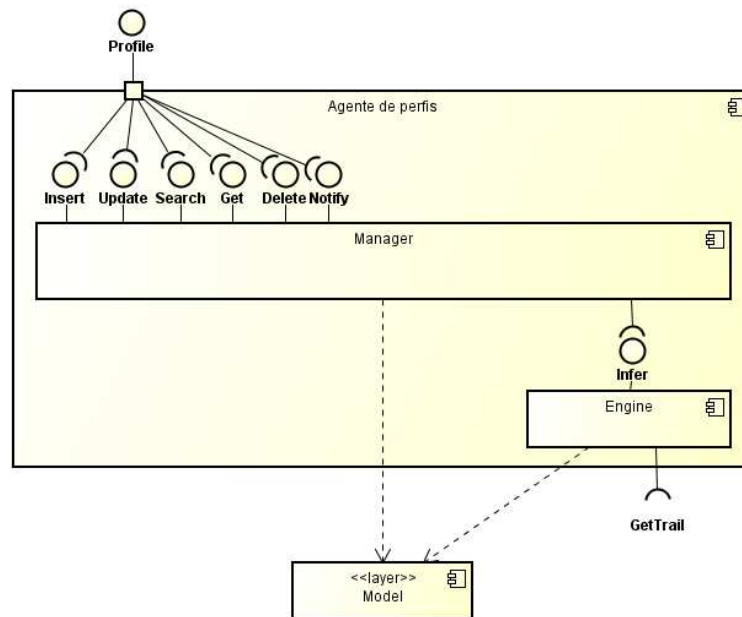 Profile
Agente de perfis
Insert Update Search Get Delete Notify
Manager
Infer
Engine
GetTrail
<<layer>>
Model